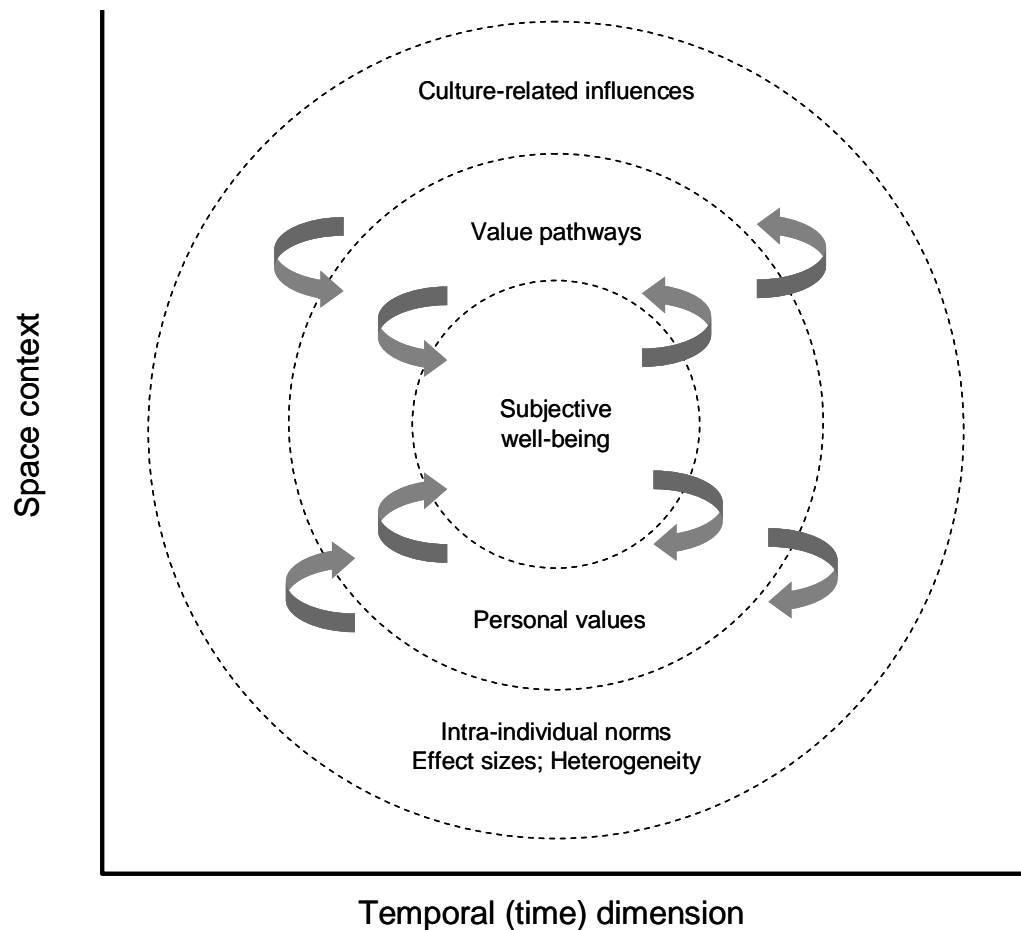 Culture-related influences
Value pathways
Space context
Subjective
well-being
Personal values
Intra-individual norms
Effect sizes; Heterogeneity
Temporal (time) dimension